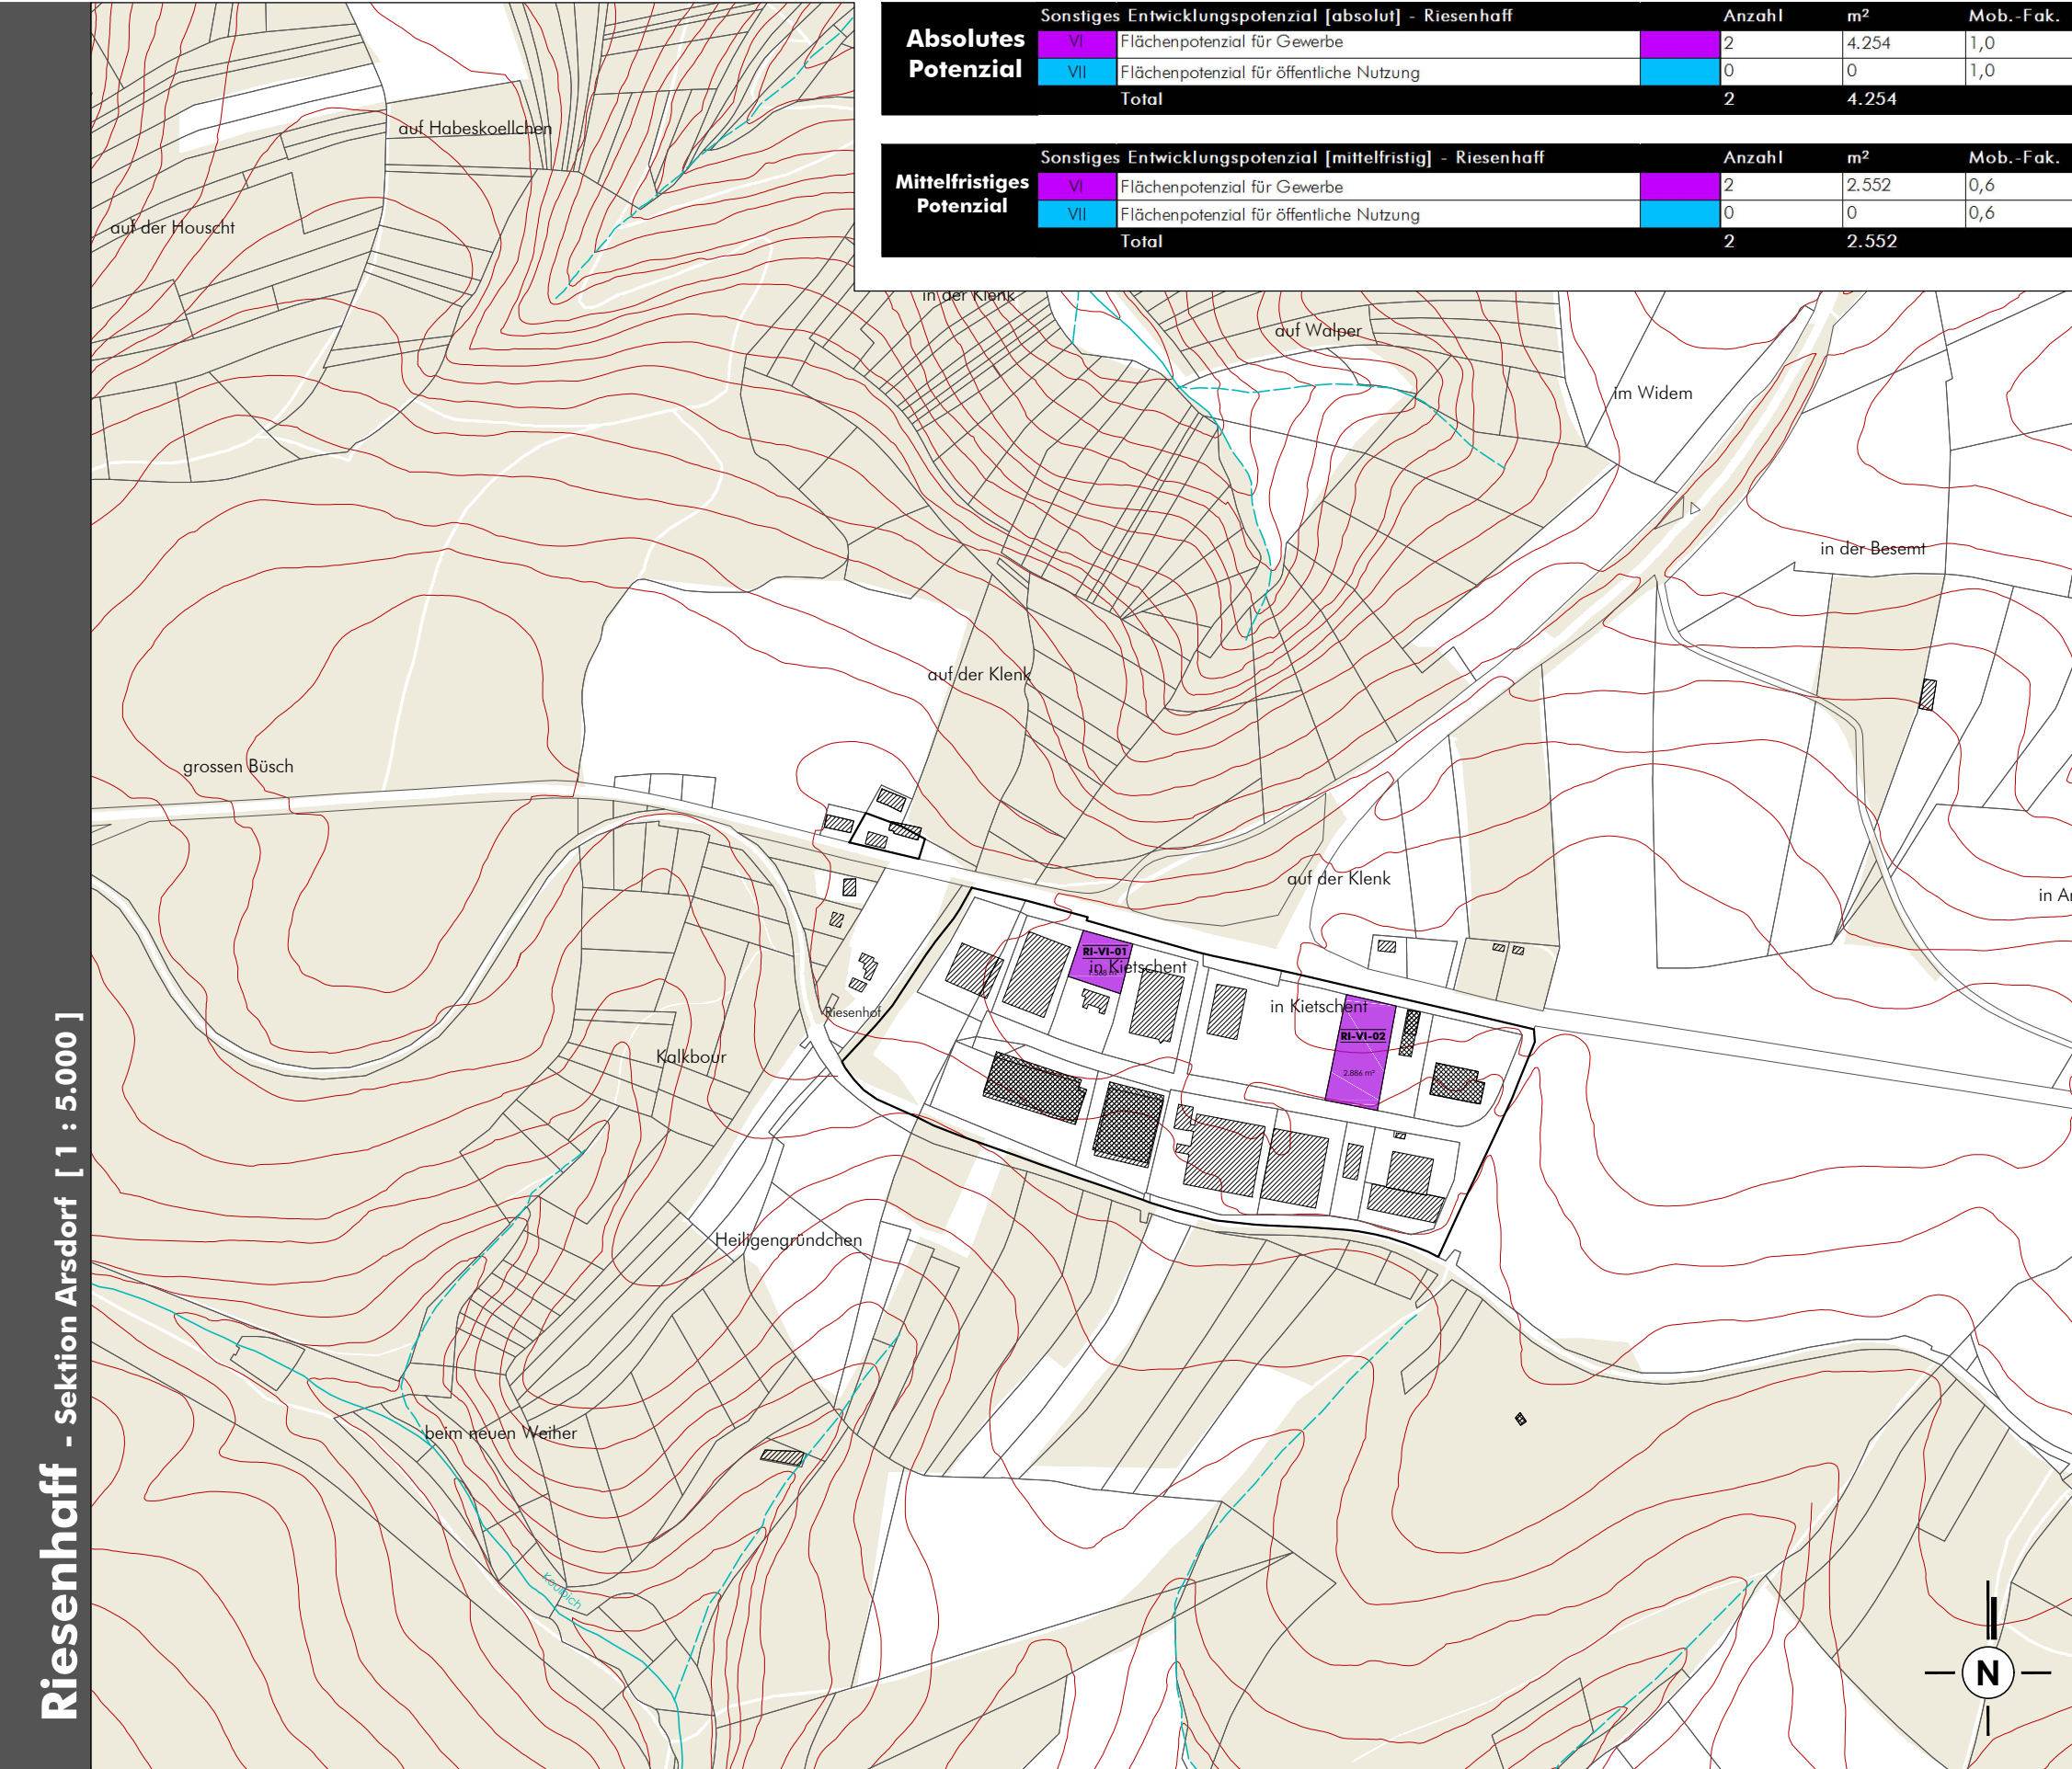 Riesenhaff - Sektion Arsdorf [ 1 : 5.000 ]
Absolutes
Potenzial
Sonstiges Entwicklungspotenzial [absolut] - Riesenhaff Anzahl m² Mob.-Fak.
VI Flächenpotenzial für Gewerbe 2 4.254 1,0
VII Flächenpotenzial für öffentliche Nutzung 0 0 1,0
Total 2 4.254
Mittelfristiges
Potenzial
Sonstiges Entwicklungspotenzial [mittelfristig] - Riesenhaff Anzahl m² Mob.-Fak.
VI Flächenpotenzial für Gewerbe 2 2.552 0,6
VII Flächenpotenzial für öffentliche Nutzung 0 0 0,6
Total 2 2.552
auf Habeskoellchen
auf der Houscht
in der Klenk
auf Walper
im Widem
in der Besemt
auf der Klenk
grossen Büsch
auf der Klenk
in Ar
RI-VI-01
in Kietschent
1.368 m²
in Kietschent
Riesenhof
RI-VI-02
Kalkbour
2.886 m²
Heiligengründchen
beim neuen Weiher
N